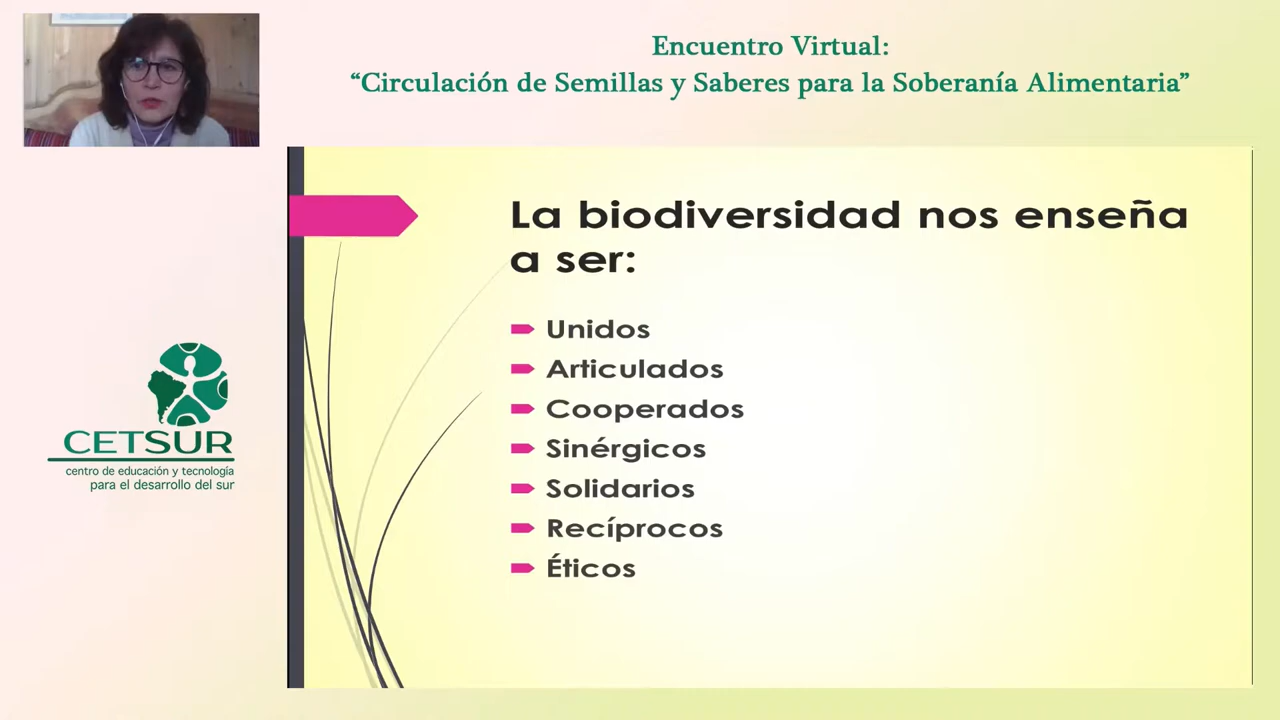 Encuentro Virtual:
“Circulación de Semillas y Saberes para la Soberanía Alimentaria”
La biodiversidad nos enseña
a ser:
Unidos
Articulados
Cooperados
Sinérgicos
Solidarios
Recíprocos
Éticos
CETSUR
centro de educación y tecnología
para el desarrollo del sur